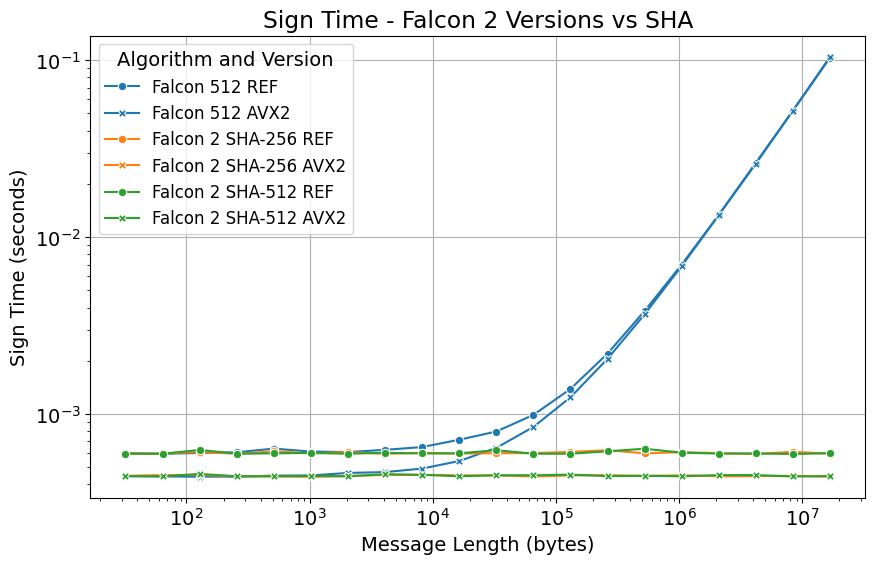 Sign Time - Falcon 2 Versions vs SHA
Algorithm and Version
Falcon 512 REF
Falcon 512 AVX2
Falcon 2 SHA-256 REF
Falcon 2 SHA-256 AVX2
Falcon 2 SHA-512 REF
Falcon 2 SHA-512 AVX2
Sign Time (seconds)
10⁻¹
10⁻²
10⁻³
10² 10³ 10⁴ 10⁵ 10⁶ 10⁷
Message Length (bytes)